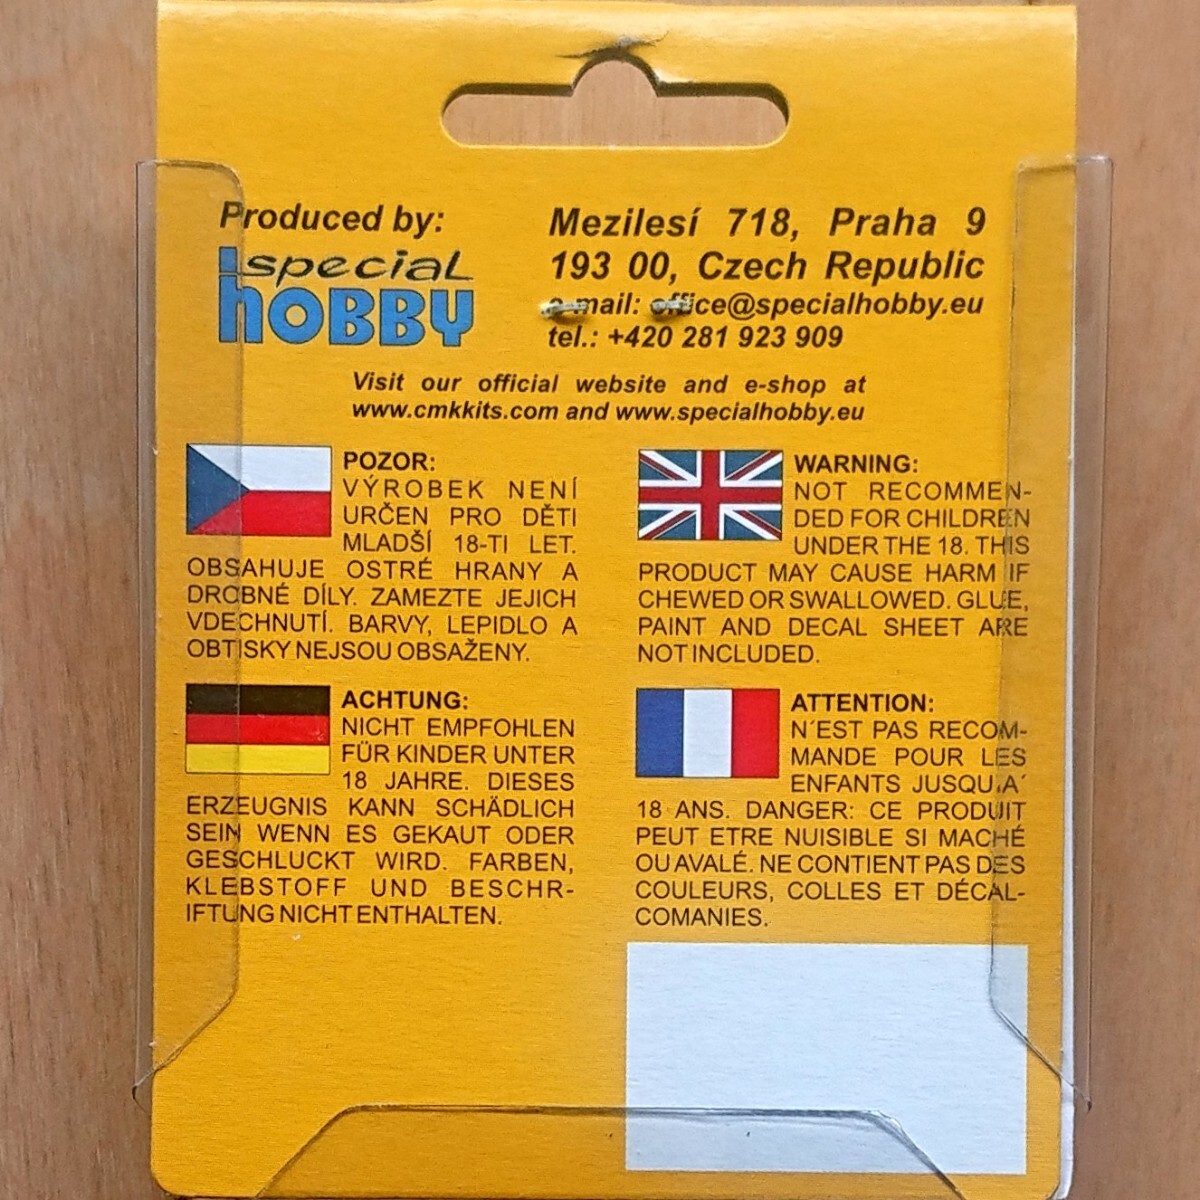 Produced by:
special
hOBBY
Mezilesí 718, Praha 9
193 00, Czech Republic
e-mail: office@specialhobby.eu
tel.: +420 281 923 909
Visit our official website and e-shop at
www.cmkkits.com and www.specialhobby.eu
POZOR:
VÝROBEK NENÍ
URČEN PRO DĚTI
MLADŠÍ 18-TI LET.
OBSAHUJE OSTRÉ HRANY A
DROBNÉ DÍLY. ZAMEZTE JEJICH
VDECHNUTÍ. BARVY, LEPIDLO A
OBTISKY NEJSOU OBSAŽENY.
WARNING:
NOT RECOMMEN-
DED FOR CHILDREN
UNDER THE 18. THIS
PRODUCT MAY CAUSE HARM IF
CHEWED OR SWALLOWED. GLUE,
PAINT AND DECAL SHEET ARE
NOT INCLUDED.
ACHTUNG:
NICHT EMPFOHLEN
FÜR KINDER UNTER
18 JAHRE. DIESES
ERZEUGNIS KANN SCHÄDLICH
SEIN WENN ES GEKAUT ODER
GESCHLUCKT WIRD. FARBEN,
KLEBSTOFF UND BESCHR-
IFTUNG NICHT ENTHALTEN.
ATTENTION:
N´EST PAS RECOM-
MANDE POUR LES
ENFANTS JUSQU,A´
18 ANS. DANGER: CE PRODUIT
PEUT ETRE NUISIBLE SI MACHÉ
OU AVALÉ. NE CONTIENT PAS DES
COULEURS, COLLES ET DÉCAL-
COMANIES.